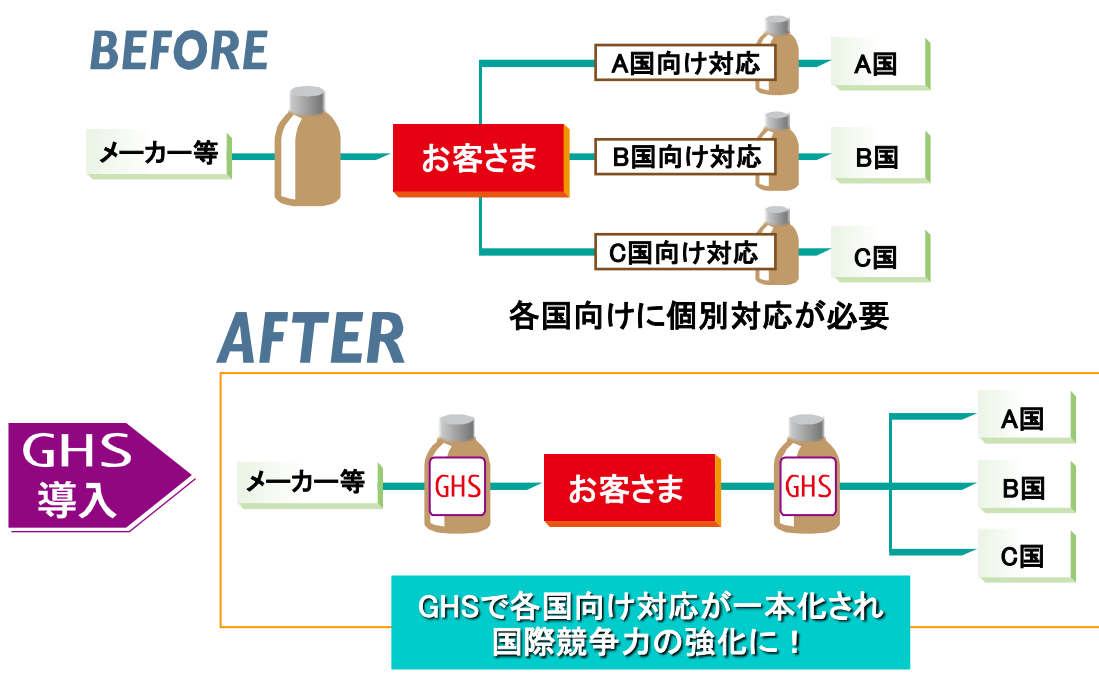 BEFORE
メーカー等
お客さま
A国向け対応
A国
B国向け対応
B国
C国向け対応
C国
各国向けに個別対応が必要
AFTER
GHS
導入
メーカー等
GHS
お客さま
GHS
A国
B国
C国
GHSで各国向け対応が一本化され
国際競争力の強化に！